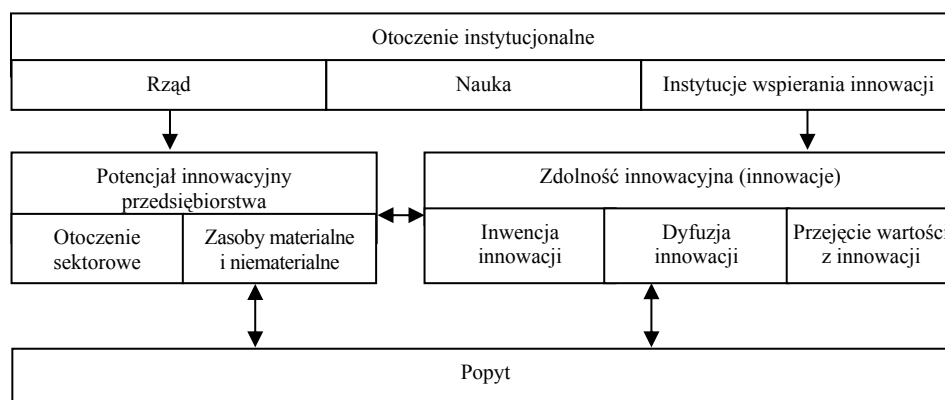 Otoczenie instytucjonalne
Rząd
Nauka
Instytucje wspierania innowacji
Potencjał innowacyjny
przedsiębiorstwa
Zdolność innowacyjna (innowacje)
Otoczenie
sektorowe
Zasoby materialne
i niematerialne
Inwencja
innowacji
Dyfuzja
innowacji
Przejęcie wartości
z innowacji
Popyt